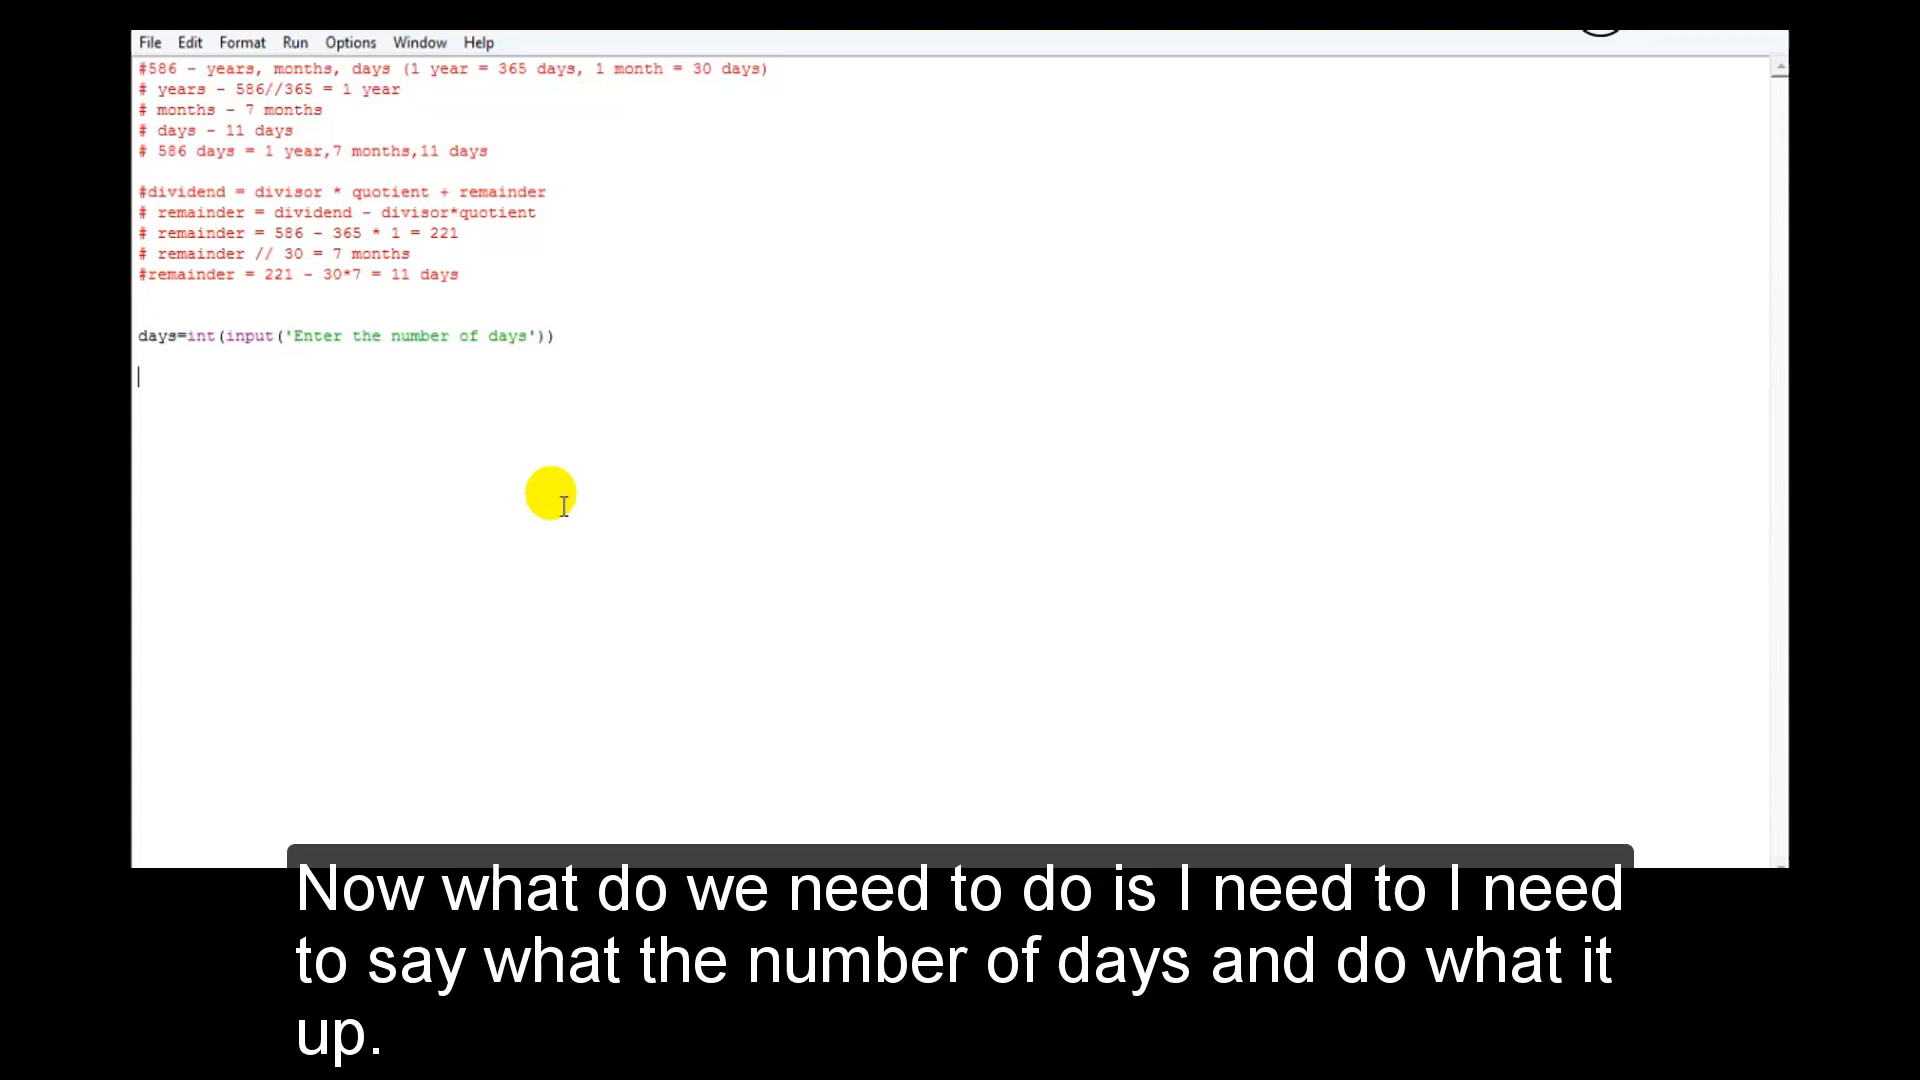 File Edit Format Run Options Window Help
#586 - years, months, days (1 year = 365 days, 1 month = 30 days)
# years - 586//365 = 1 year
# months - 7 months
# days - 11 days
# 586 days = 1 year,7 months,11 days
#dividend = divisor * quotient + remainder
# remainder = dividend - divisor*quotient
# remainder = 586 - 365 * 1 = 221
# remainder // 30 = 7 months
#remainder = 221 - 30*7 = 11 days
days=int(input('Enter the number of days'))
Now what do we need to do is I need to I need
to say what the number of days and do what it
up.